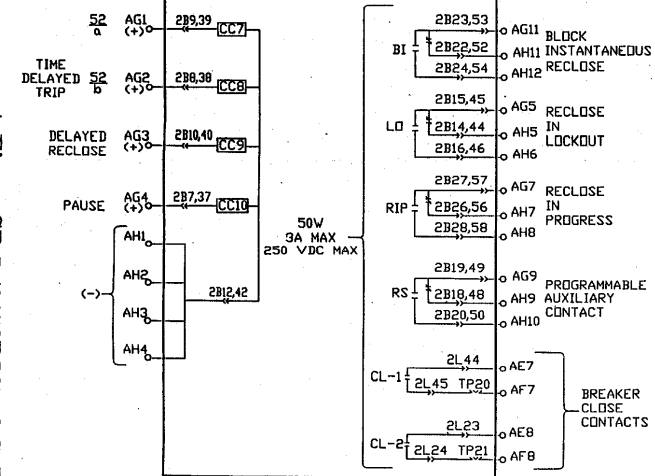 52 AG1 2B9,39
a (+) CC7
TIME
DELAYED 52 AG2 2B8,38
TRIP b (+) CC8
DELAYED AG3 2B10,40
RECLOSE (+) CC9
PAUSE AG4 2B7,37
(+) CC10
AH1
AH2
(-) 2B12,42
AH3
AH4
50W
3A MAX
250 VDC MAX
2B23,53 AG11 BLOCK
BI 2B22,52 AH11 INSTANTANEOUS
2B24,54 AH12 RECLOSE
2B15,45 AG5 RECLOSE
LO 2B14,44 AH5 IN
2B16,46 AH6 LOCKOUT
2B27,57 AG7 RECLOSE
RIP 2B26,56 AH7 IN
2B28,58 AH8 PROGRESS
2B19,49 AG9 PROGRAMMABLE
RS 2B18,48 AH9 AUXILIARY
2B20,50 AH10 CONTACT
2L44 AE7
CL-1 2L45 TP20 AF7
BREAKER
CLOSE
CONTACTS
2L23 AE8
CL-2 2L24 TP21 AF8